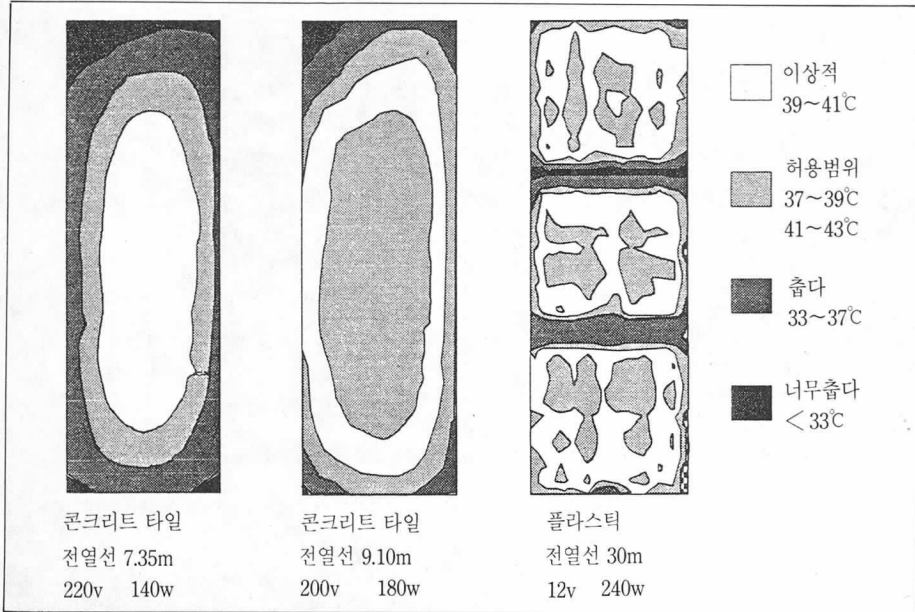 이상적
39~41℃
허용범위
37~39℃
41~43℃
춥다
33~37℃
너무춥다
< 33℃
콘크리트 타일
전열선 7.35m
220v 140w
콘크리트 타일
전열선 9.10m
200v 180w
플라스틱
전열선 30m
12v 240w